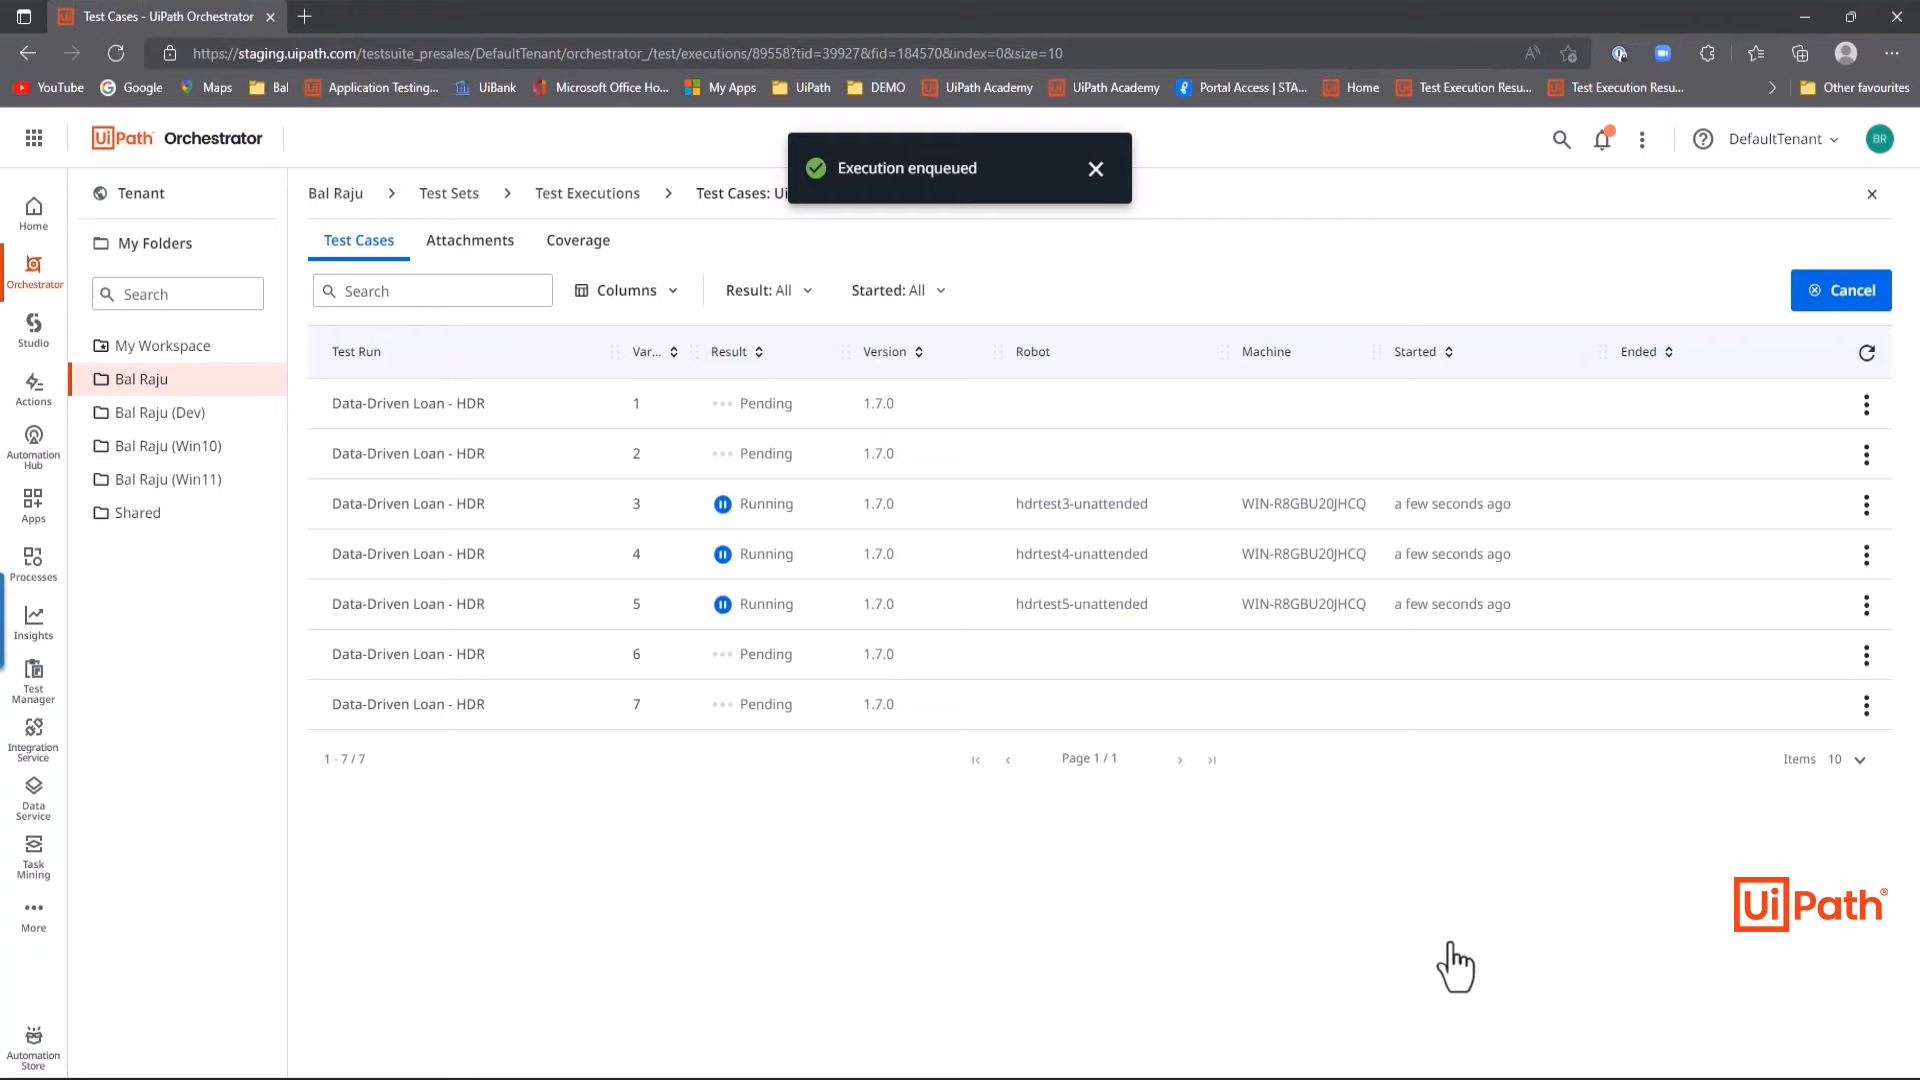 Test Cases - UiPath Orchestrator
https://staging.uipath.com/testsuite_presales/DefaultTenant/orchestrator_/test/executions/89558?tid=39927&fid=184570&index=0&size=10
YouTube
Google
Maps
Bal
Application Testing...
UiBank
Microsoft Office Ho...
My Apps
UiPath
DEMO
UiPath Academy
UiPath Academy
Portal Access | STA...
Home
Test Execution Resu...
Test Execution Resu...
Other favourites
UiPath Orchestrator
Execution enqueued
DefaultTenant
BR
Home
Orchestrator
Studio
Actions
Automation
Hub
Apps
Processes
Insights
Test
Manager
Integration
Service
Data
Service
Task
Mining
More
Automation
Store
Tenant
My Folders
Search
My Workspace
Bal Raju
Bal Raju (Dev)
Bal Raju (Win10)
Bal Raju (Win11)
Shared
Bal Raju > Test Sets > Test Executions > Test Cases: Ui
Test Cases Attachments Coverage
Search Columns Result: All Started: All Cancel
Test Run Var... Result Version Robot Machine Started Ended
Data-Driven Loan - HDR 1 Pending 1.7.0
Data-Driven Loan - HDR 2 Pending 1.7.0
Data-Driven Loan - HDR 3 Running 1.7.0 hdrtest3-unattended WIN-R8GBU20JHCQ a few seconds ago
Data-Driven Loan - HDR 4 Running 1.7.0 hdrtest4-unattended WIN-R8GBU20JHCQ a few seconds ago
Data-Driven Loan - HDR 5 Running 1.7.0 hdrtest5-unattended WIN-R8GBU20JHCQ a few seconds ago
Data-Driven Loan - HDR 6 Pending 1.7.0
Data-Driven Loan - HDR 7 Pending 1.7.0
1 - 7 / 7 Page 1 / 1 Items 10
UiPath®